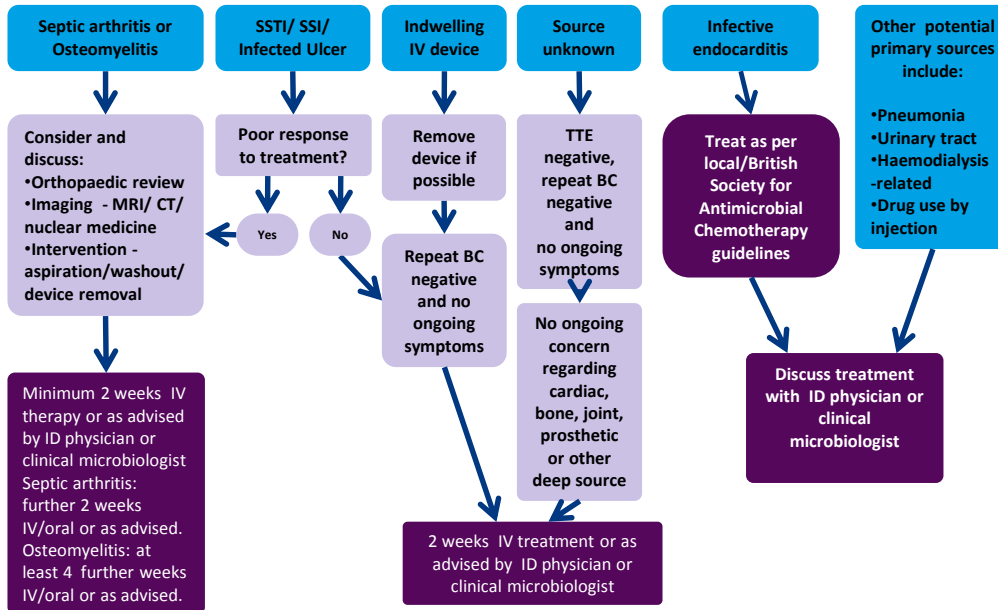 Septic arthritis or
Osteomyelitis
SSTI/ SSI/
Infected Ulcer
Indwelling
IV device
Source
unknown
Infective
endocarditis
Other potential
primary sources
include:
•Pneumonia
•Urinary tract
•Haemodialysis
-related
•Drug use by
injection
Consider and
discuss:
•Orthopaedic review
•Imaging - MRI/ CT/
nuclear medicine
•Intervention -
aspiration/washout/
device removal
Poor response
to treatment?
Yes
No
Remove
device if
possible
Repeat BC
negative
and no
ongoing
symptoms
TTE
negative,
repeat BC
negative
and
no ongoing
symptoms
No ongoing
concern
regarding
cardiac,
bone, joint,
prosthetic
or other
deep source
Treat as per
local/British
Society for
Antimicrobial
Chemotherapy
guidelines
Minimum 2 weeks IV
therapy or as advised
by ID physician or
clinical microbiologist
Septic arthritis:
further 2 weeks
IV/oral or as advised.
Osteomyelitis: at
least 4 further weeks
IV/oral or as advised.
2 weeks IV treatment or as
advised by ID physician or
clinical microbiologist
Discuss treatment
with ID physician or
clinical
microbiologist